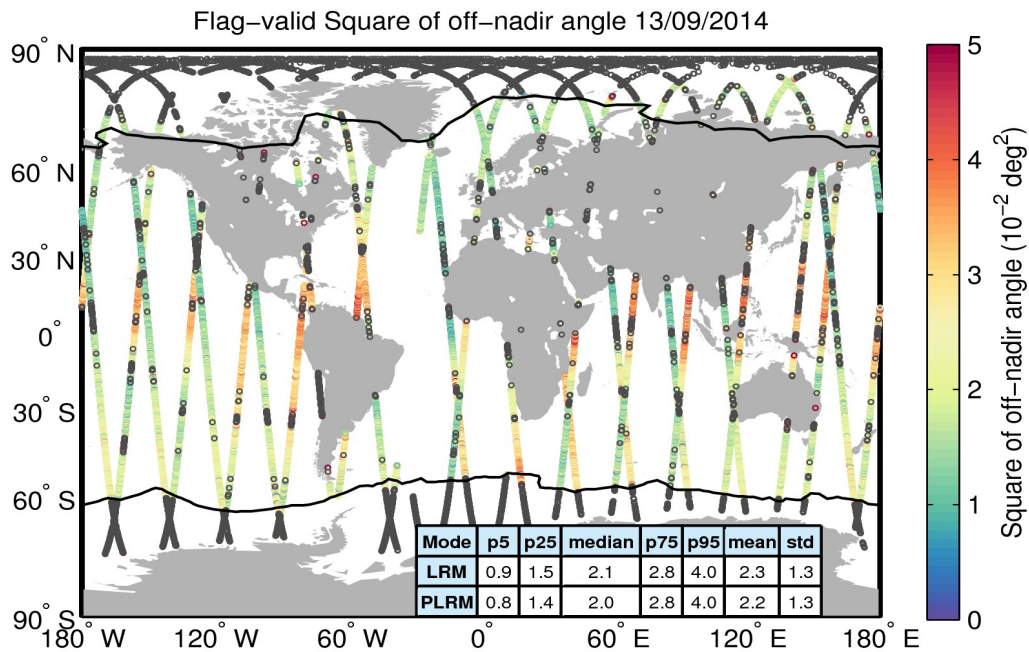 Flag−valid Square of off−nadir angle 13/09/2014
90° N
60° N
30° N
0°
30° S
60° S
90° S
180° W
120° W
60° W
0°
60° E
120° E
180° E
5
4
3
2
1
0
Square of off−nadir angle (10⁻² deg²)
Mode p5 p25 median p75 p95 mean std
LRM 0.9 1.5 2.1 2.8 4.0 2.3 1.3
PLRM 0.8 1.4 2.0 2.8 4.0 2.2 1.3